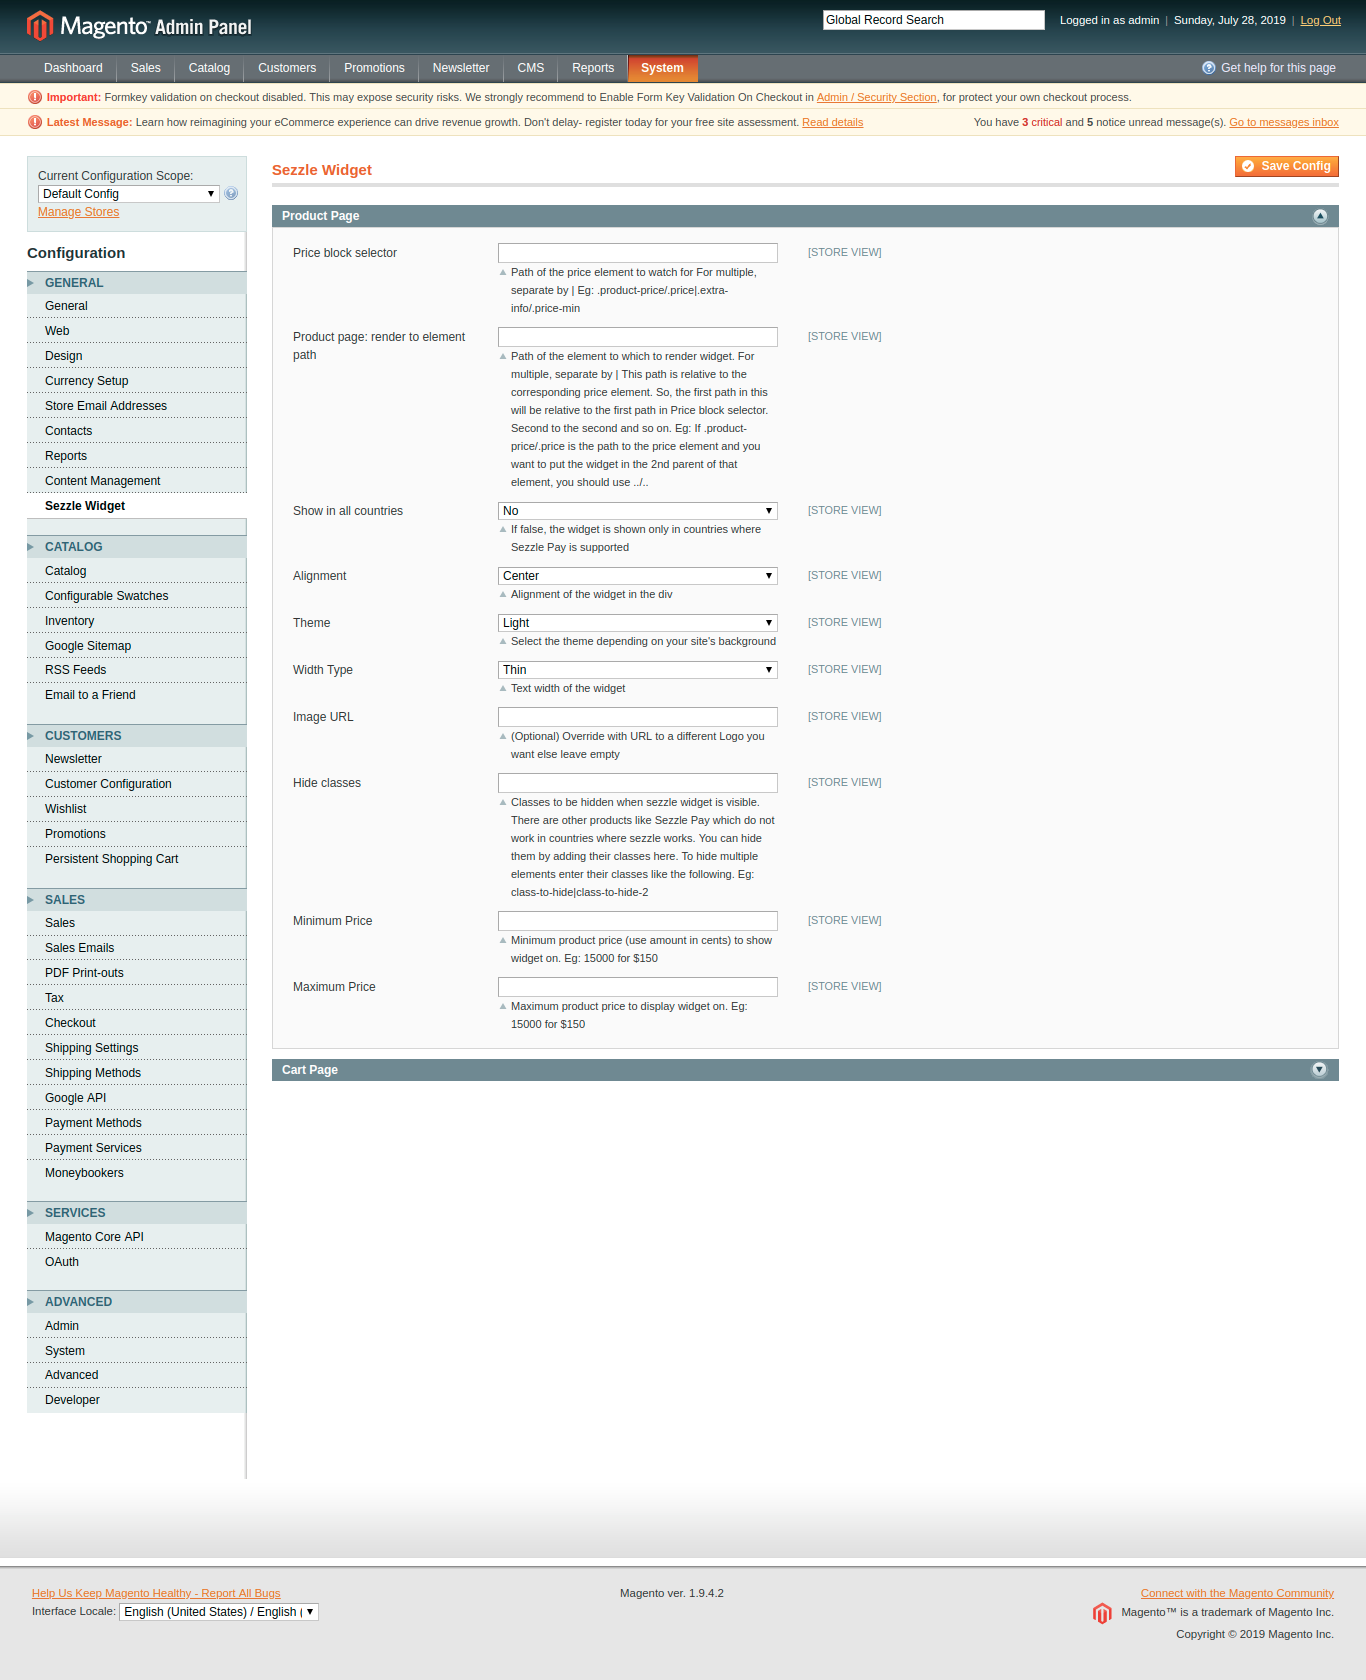 Magento™ Admin Panel
Global Record Search
Logged in as admin | Sunday, July 28, 2019 | Log Out
Dashboard Sales Catalog Customers Promotions Newsletter CMS Reports System
Get help for this page
Important: Formkey validation on checkout disabled. This may expose security risks. We strongly recommend to Enable Form Key Validation On Checkout in Admin / Security Section, for protect your own checkout process.
Latest Message: Learn how reimagining your eCommerce experience can drive revenue growth. Don't delay- register today for your free site assessment. Read details
You have 3 critical and 5 notice unread message(s). Go to messages inbox
Current Configuration Scope:
Default Config
Manage Stores
Configuration
GENERAL
General
Web
Design
Currency Setup
Store Email Addresses
Contacts
Reports
Content Management
Sezzle Widget
CATALOG
Catalog
Configurable Swatches
Inventory
Google Sitemap
RSS Feeds
Email to a Friend
CUSTOMERS
Newsletter
Customer Configuration
Wishlist
Promotions
Persistent Shopping Cart
SALES
Sales
Sales Emails
PDF Print-outs
Tax
Checkout
Shipping Settings
Shipping Methods
Google API
Payment Methods
Payment Services
Moneybookers
SERVICES
Magento Core API
OAuth
ADVANCED
Admin
System
Advanced
Developer
Sezzle Widget
Save Config
Product Page
Price block selector
[STORE VIEW]
Path of the price element to watch for For multiple,
separate by | Eg: .product-price/.price|.extra-
info/.price-min
Product page: render to element
path
[STORE VIEW]
Path of the element to which to render widget. For
multiple, separate by | This path is relative to the
corresponding price element. So, the first path in this
will be relative to the first path in Price block selector.
Second to the second and so on. Eg: If .product-
price/.price is the path to the price element and you
want to put the widget in the 2nd parent of that
element, you should use ../..
Show in all countries
No
[STORE VIEW]
If false, the widget is shown only in countries where
Sezzle Pay is supported
Alignment
Center
[STORE VIEW]
Alignment of the widget in the div
Theme
Light
[STORE VIEW]
Select the theme depending on your site's background
Width Type
Thin
[STORE VIEW]
Text width of the widget
Image URL
[STORE VIEW]
(Optional) Override with URL to a different Logo you
want else leave empty
Hide classes
[STORE VIEW]
Classes to be hidden when sezzle widget is visible.
There are other products like Sezzle Pay which do not
work in countries where sezzle works. You can hide
them by adding their classes here. To hide multiple
elements enter their classes like the following. Eg:
class-to-hide|class-to-hide-2
Minimum Price
[STORE VIEW]
Minimum product price (use amount in cents) to show
widget on. Eg: 15000 for $150
Maximum Price
[STORE VIEW]
Maximum product price to display widget on. Eg:
15000 for $150
Cart Page
Help Us Keep Magento Healthy - Report All Bugs
Interface Locale: English (United States) / English (
Magento ver. 1.9.4.2
Connect with the Magento Community
Magento™ is a trademark of Magento Inc.
Copyright © 2019 Magento Inc.